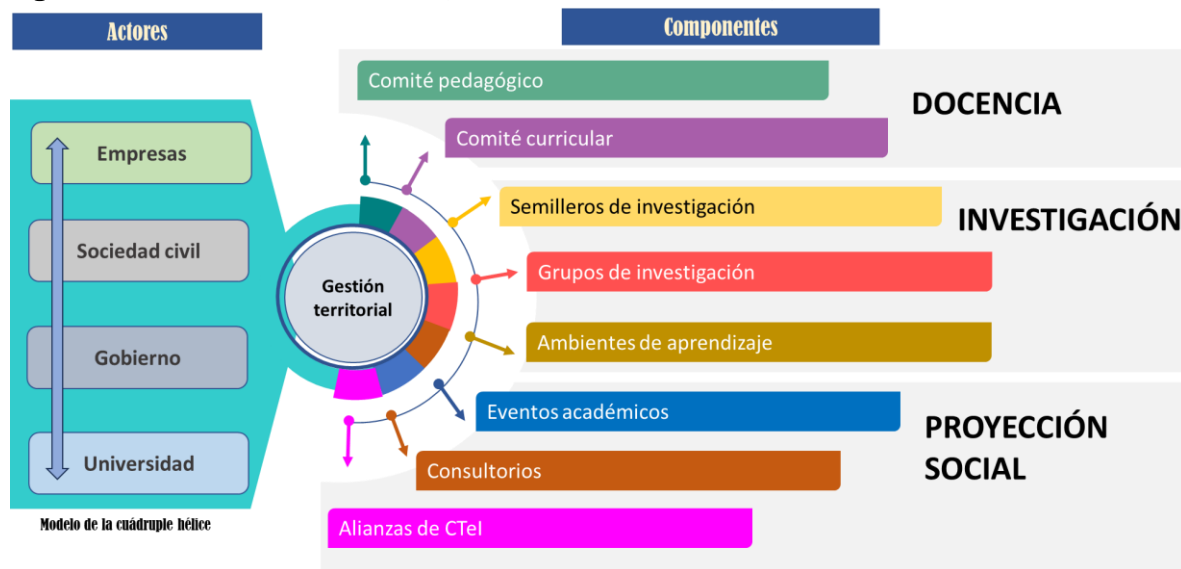 Actores
Componentes
Empresas
Sociedad civil
Gobierno
Universidad
Modelo de la cuádruple hélice
Gestión
territorial
Comité pedagógico
Comité curricular
DOCENCIA
Semilleros de investigación
Grupos de investigación
Ambientes de aprendizaje
INVESTIGACIÓN
Eventos académicos
Consultorios
Alianzas de CTeI
PROYECCIÓN
SOCIAL